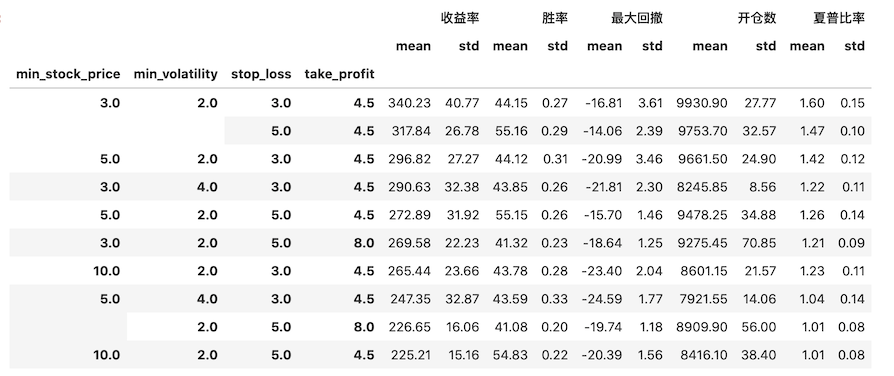 收益率 胜率 最大回撤 开仓数 夏普比率
mean std mean std mean std mean std mean std
min_stock_price min_volatility stop_loss take_profit
3.0 2.0 3.0 4.5 340.23 40.77 44.15 0.27 -16.81 3.61 9930.90 27.77 1.60 0.15
5.0 4.5 317.84 26.78 55.16 0.29 -14.06 2.39 9753.70 32.57 1.47 0.10
5.0 2.0 3.0 4.5 296.82 27.27 44.12 0.31 -20.99 3.46 9661.50 24.90 1.42 0.12
3.0 4.0 3.0 4.5 290.63 32.38 43.85 0.26 -21.81 2.30 8245.85 8.56 1.22 0.11
5.0 2.0 5.0 4.5 272.89 31.92 55.15 0.26 -15.70 1.46 9478.25 34.88 1.26 0.14
3.0 2.0 5.0 8.0 269.58 22.23 41.32 0.23 -18.64 1.25 9275.45 70.85 1.21 0.09
10.0 2.0 3.0 4.5 265.44 23.66 43.78 0.28 -23.40 2.04 8601.15 21.57 1.23 0.11
5.0 4.0 3.0 4.5 247.35 32.87 43.59 0.33 -24.59 1.77 7921.55 14.06 1.04 0.14
2.0 5.0 8.0 226.65 16.06 41.08 0.20 -19.74 1.18 8909.90 56.00 1.01 0.08
10.0 2.0 5.0 4.5 225.21 15.16 54.83 0.22 -20.39 1.56 8416.10 38.40 1.01 0.08